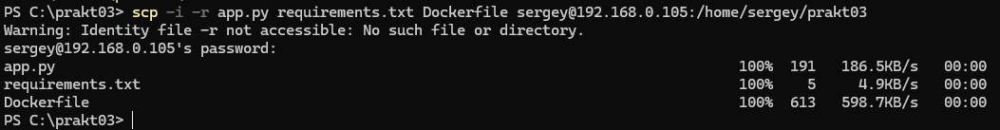 PS C:\prakt03> scp -i -r app.py requirements.txt Dockerfile sergey@192.168.0.105:/home/sergey/prakt03
Warning: Identity file -r not accessible: No such file or directory.
sergey@192.168.0.105's password:
app.py 100% 191 186.5KB/s 00:00
requirements.txt 100% 5 4.9KB/s 00:00
Dockerfile 100% 613 598.7KB/s 00:00
PS C:\prakt03>